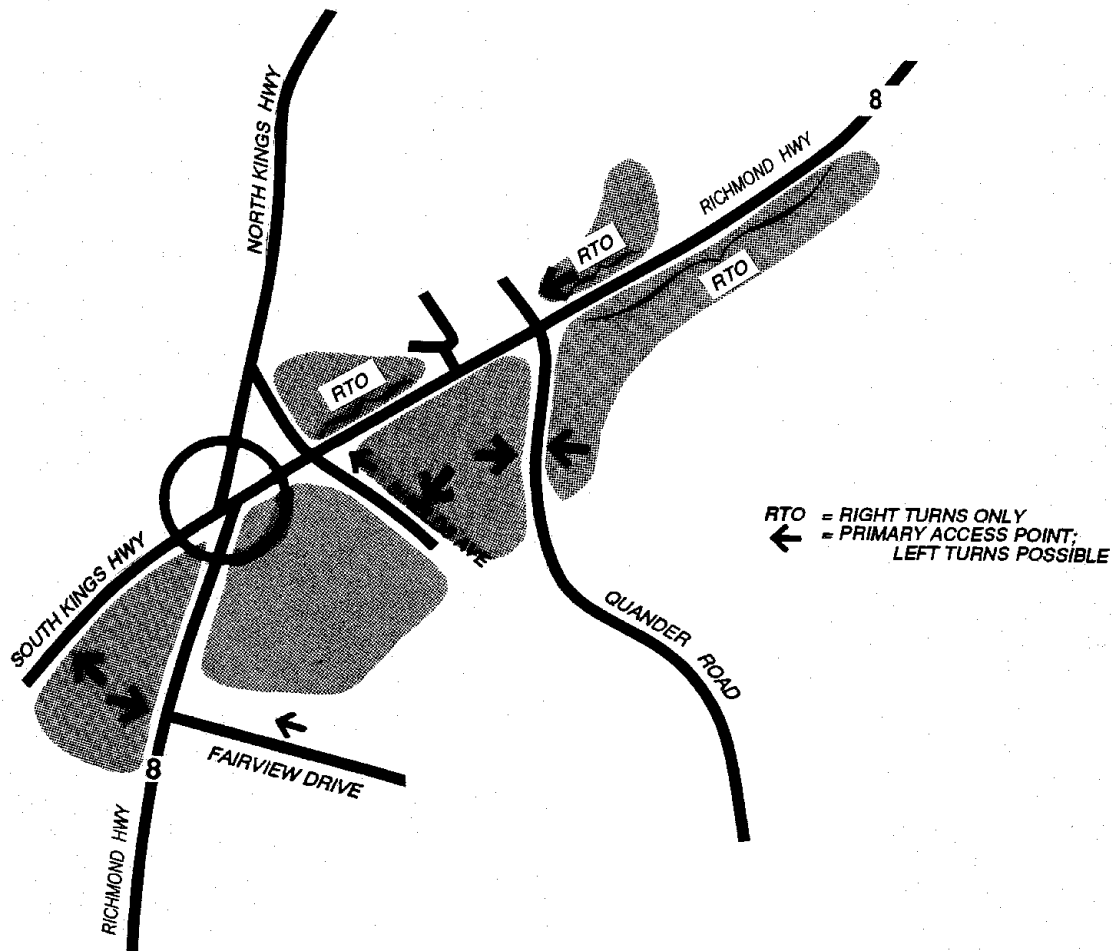 NORTH KINGS HWY
8
RICHMOND HWY
RTO
RTO
RTO
AVE
SOUTH KINGS HWY
RTO = RIGHT TURNS ONLY
= PRIMARY ACCESS POINT;
LEFT TURNS POSSIBLE
QUANDER ROAD
FAIRVIEW DRIVE
8
RICHMOND HWY